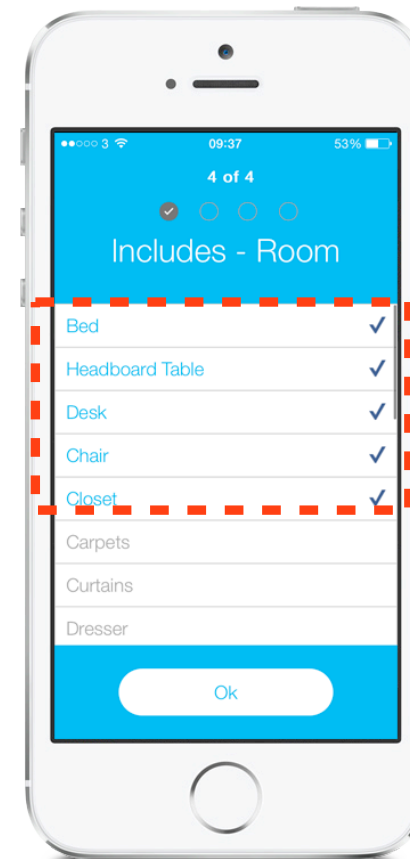 3 09:37 53%
4 of 4
Includes - Room
Bed
Headboard Table
Desk
Chair
Closet
Carpets
Curtains
Dresser
Ok